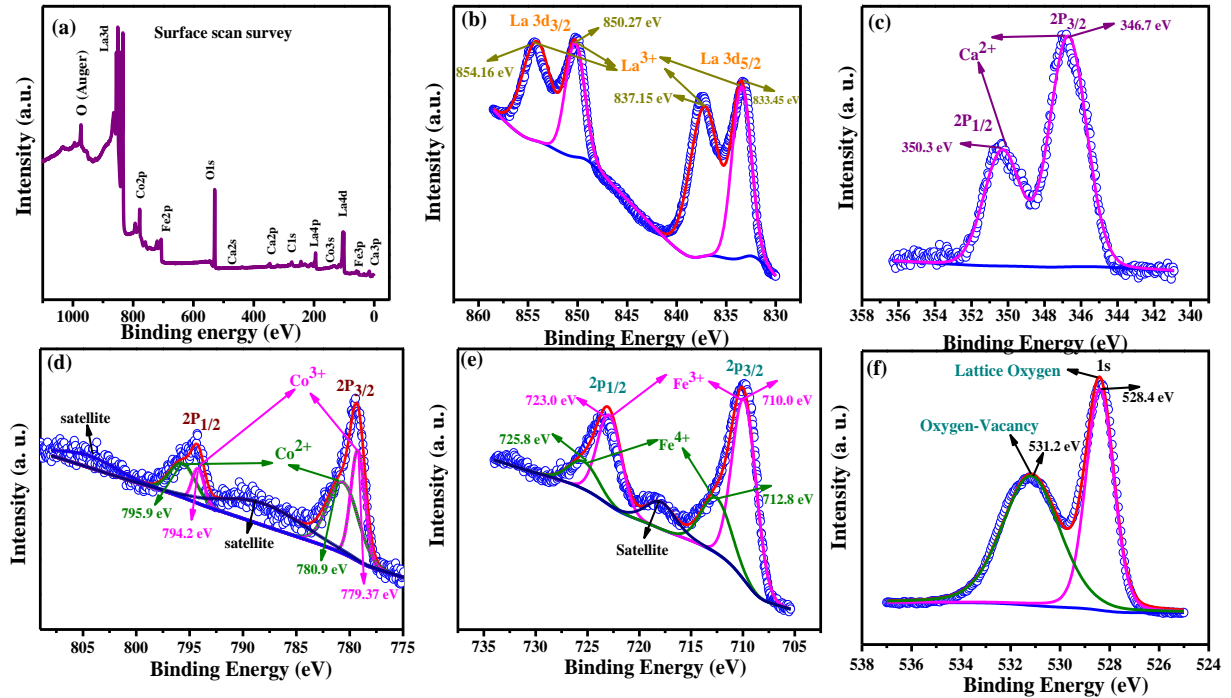 (a)
Surface scan survey
La3d
O (Auger)
Co2p
Fe2p
O1s
Ca2s
Ca2p
C1s
La4p
Co3s
La4d
Fe3p
Ca3p
Intensity (a.u.)
1000 800 600 400 200 0
Binding energy (eV)
(b)
La 3d3/2
850.27 eV
854.16 eV
La3+
La 3d5/2
837.15 eV
833.45 eV
Intensity (a.u.)
860 855 850 845 840 835 830
Binding Energy (eV)
(c)
2P3/2
346.7 eV
Ca2+
2P1/2
350.3 eV
Intensity (a. u.)
356 354 352 350 348 346 344 342 340
Binding Energy (eV)
(d)
Co3+
2P3/2
satellite
2P1/2
Co2+
795.9 eV
794.2 eV
satellite
780.9 eV
779.37 eV
Intensity (a. u.)
805 800 795 790 785 780 775
Binding Energy (eV)
(e)
2p3/2
2p1/2
Fe3+
723.0 eV
710.0 eV
725.8 eV
Fe4+
712.8 eV
Satellite
Intensity (a. u.)
735 730 725 720 715 710 705
Binding Energy (eV)
(f)
1s
Lattice Oxygen
528.4 eV
Oxygen-Vacancy
531.2 eV
Intensity (a. u.)
538 536 534 532 530 528 526 524
Binding Energy (eV)